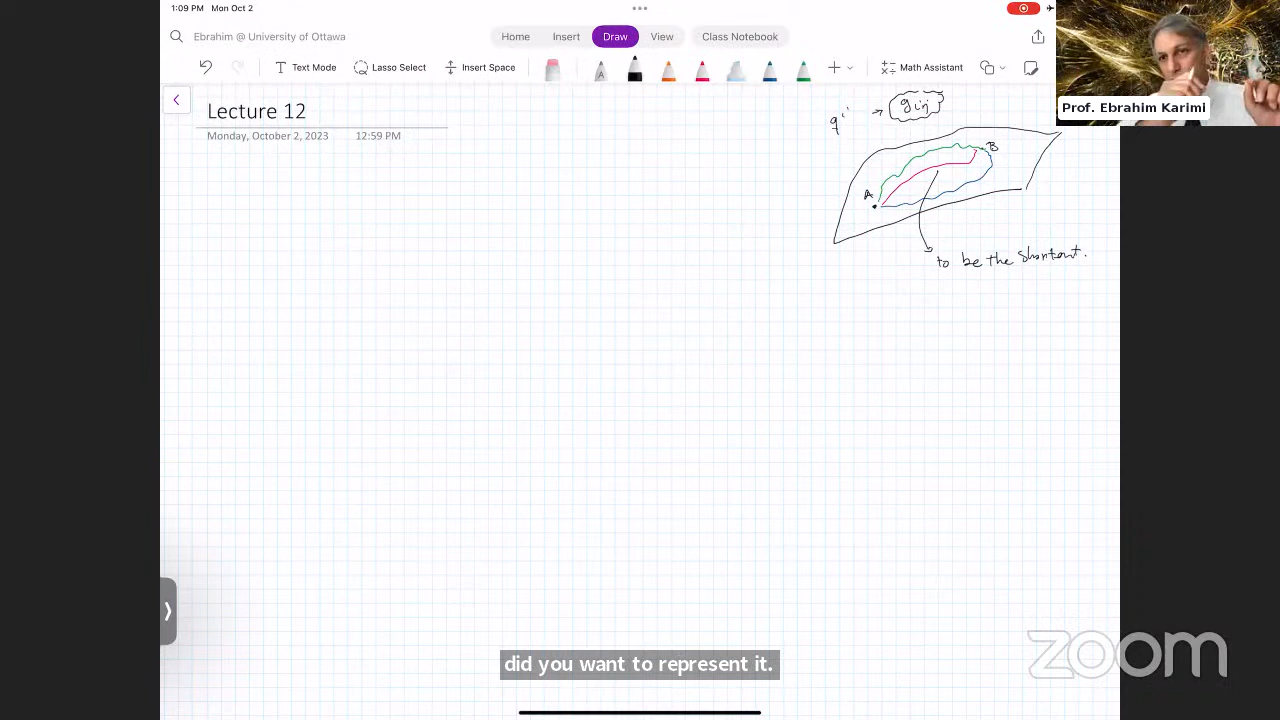 1:09 PM Mon Oct 2
Ebrahim @ University of Ottawa
Home Insert Draw View Class Notebook
Text Mode Lasso Select Insert Space Math Assistant
Lecture 12
Monday, October 2, 2023 12:59 PM
Prof. Ebrahim Karimi
q^i → g_ij
A
B
to be the shortest.
did you want to represent it.
zoom